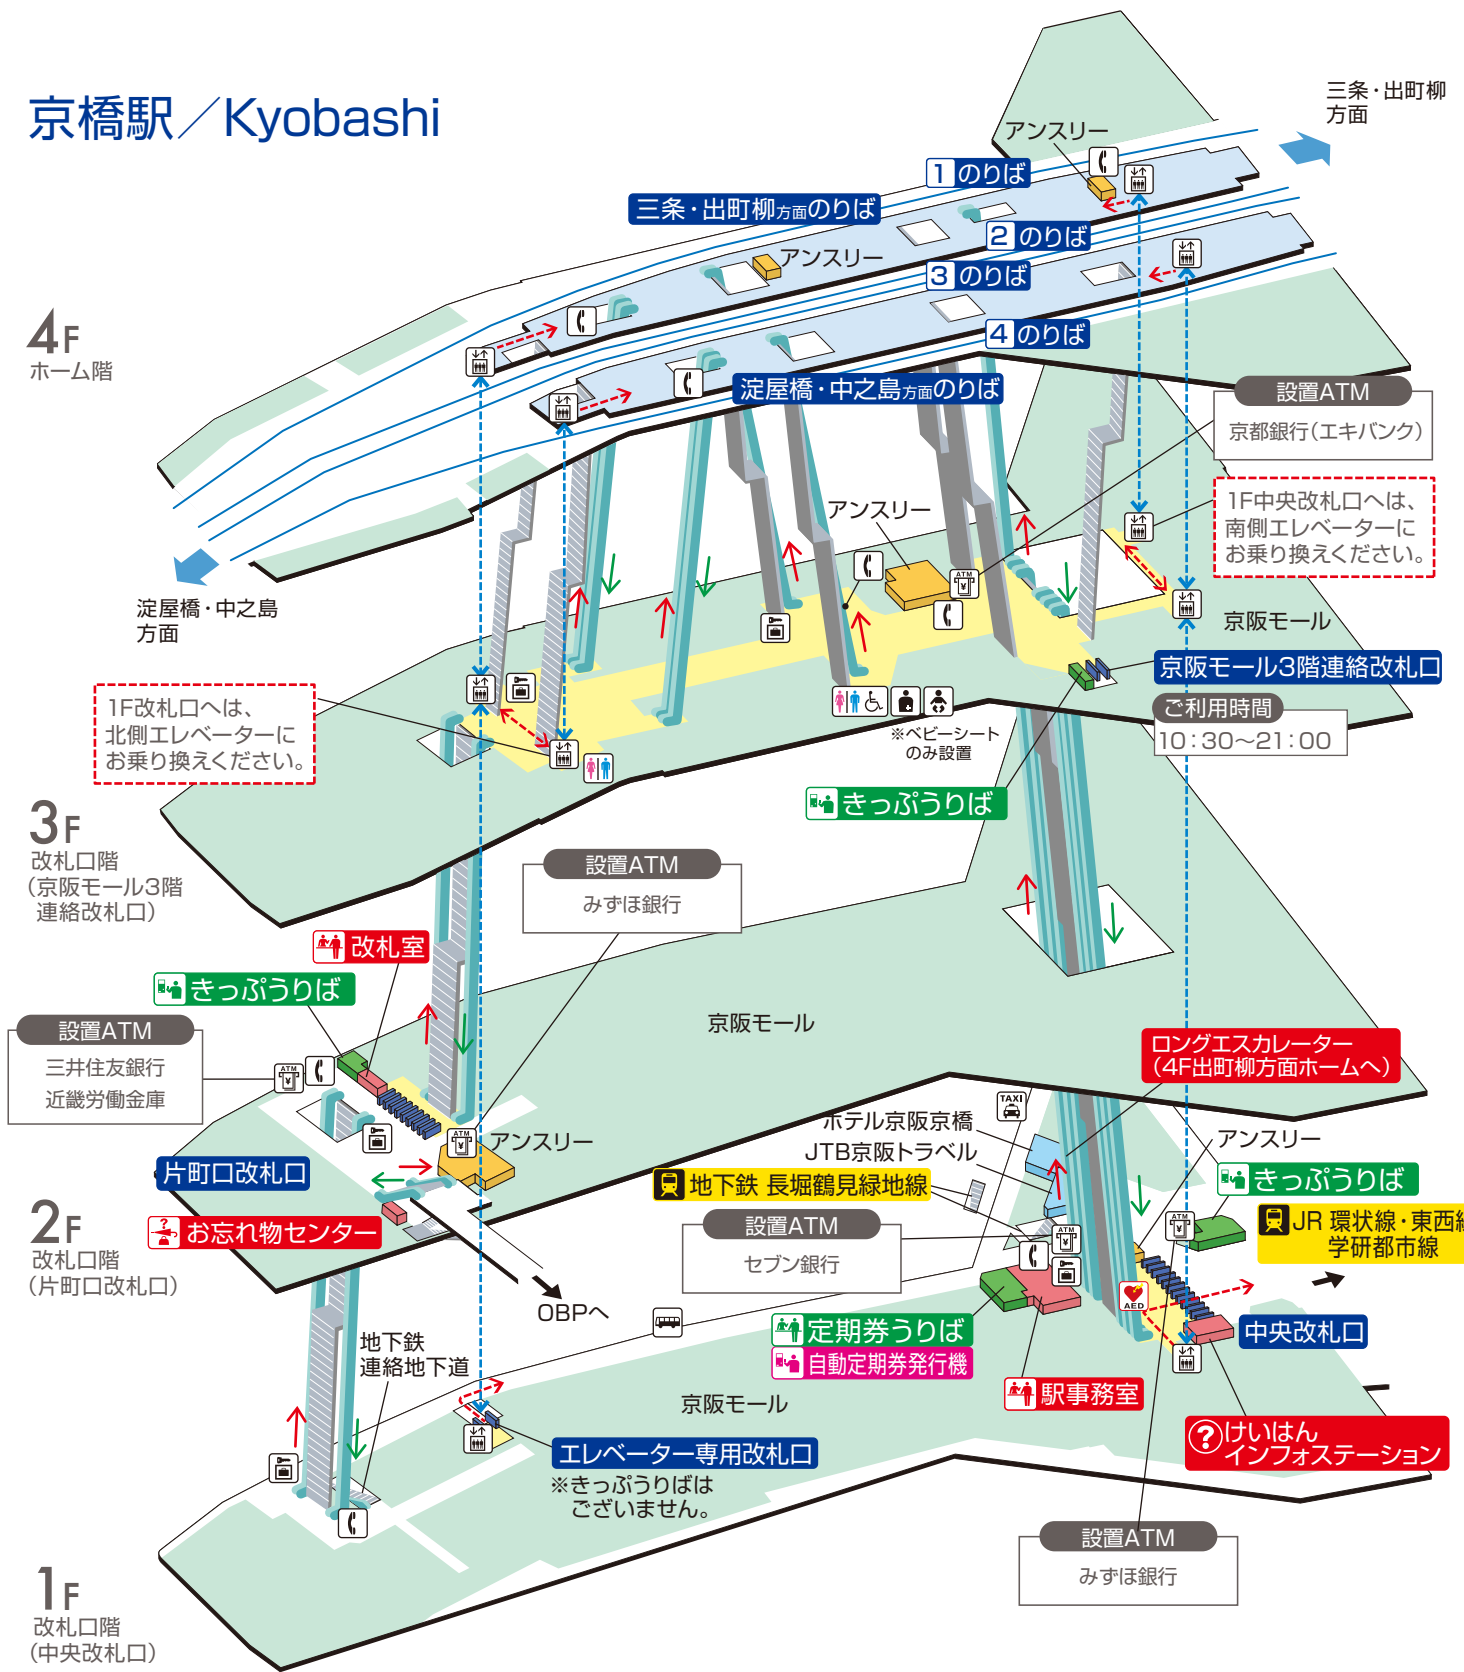 京橋駅／Kyobashi
三条・出町柳
方面
アンスリー
1 のりば
三条・出町柳方面のりば
2 のりば
アンスリー
3 のりば
4 のりば
淀屋橋・中之島方面のりば
4F
ホーム階
設置ATM
京都銀行(エキバンク)
1F中央改札口へは、
南側エレベーターに
お乗り換えください。
アンスリー
ATM
淀屋橋・中之島
方面
京阪モール
京阪モール3階連絡改札口
ご利用時間
10:30〜21:00
1F改札口へは、
北側エレベーターに
お乗り換えください。
※ベビーシート
のみ設置
きっぷうりば
3F
改札口階
(京阪モール3階
連絡改札口)
設置ATM
みずほ銀行
改札室
きっぷうりば
設置ATM
三井住友銀行
近畿労働金庫
ATM
京阪モール
ロングエスカレーター
(4F出町柳方面ホームへ)
TAXI
ホテル京阪京橋
JTB京阪トラベル
アンスリー
ATM
アンスリー
片町口改札口
地下鉄 長堀鶴見緑地線
きっぷうりば
2F
改札口階
(片町口改札口)
お忘れ物センター
設置ATM
セブン銀行
ATM
ATM
JR 環状線・東西線
学研都市線
OBPへ
AED
定期券うりば
自動定期券発行機
中央改札口
地下鉄
連絡地下道
駅事務室
京阪モール
けいはん
インフォステーション
エレベーター専用改札口
※きっぷうりばは
ございません。
設置ATM
みずほ銀行
1F
改札口階
(中央改札口)